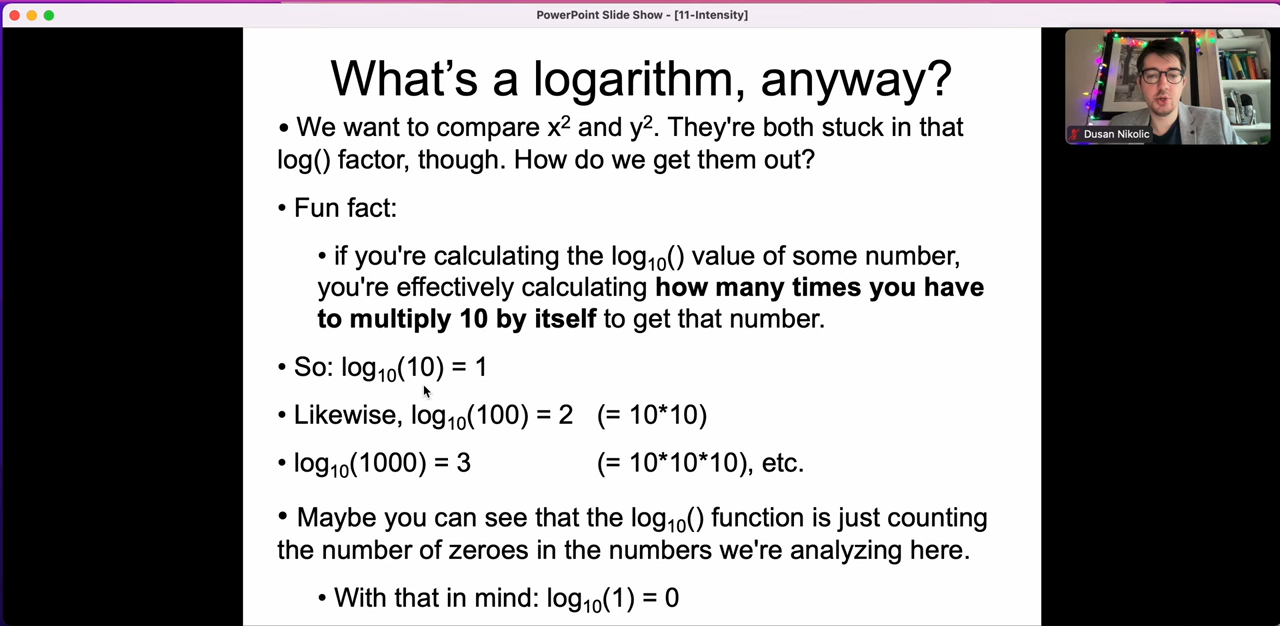 PowerPoint Slide Show - [11-Intensity]
What's a logarithm, anyway?
• We want to compare x² and y². They're both stuck in that
log() factor, though. How do we get them out?
• Fun fact:
• if you're calculating the log₁₀() value of some number,
you're effectively calculating how many times you have
to multiply 10 by itself to get that number.
• So: log₁₀(10) = 1
• Likewise, log₁₀(100) = 2 (= 10*10)
• log₁₀(1000) = 3 (= 10*10*10), etc.
• Maybe you can see that the log₁₀() function is just counting
the number of zeroes in the numbers we're analyzing here.
• With that in mind: log₁₀(1) = 0
Dusan Nikolic